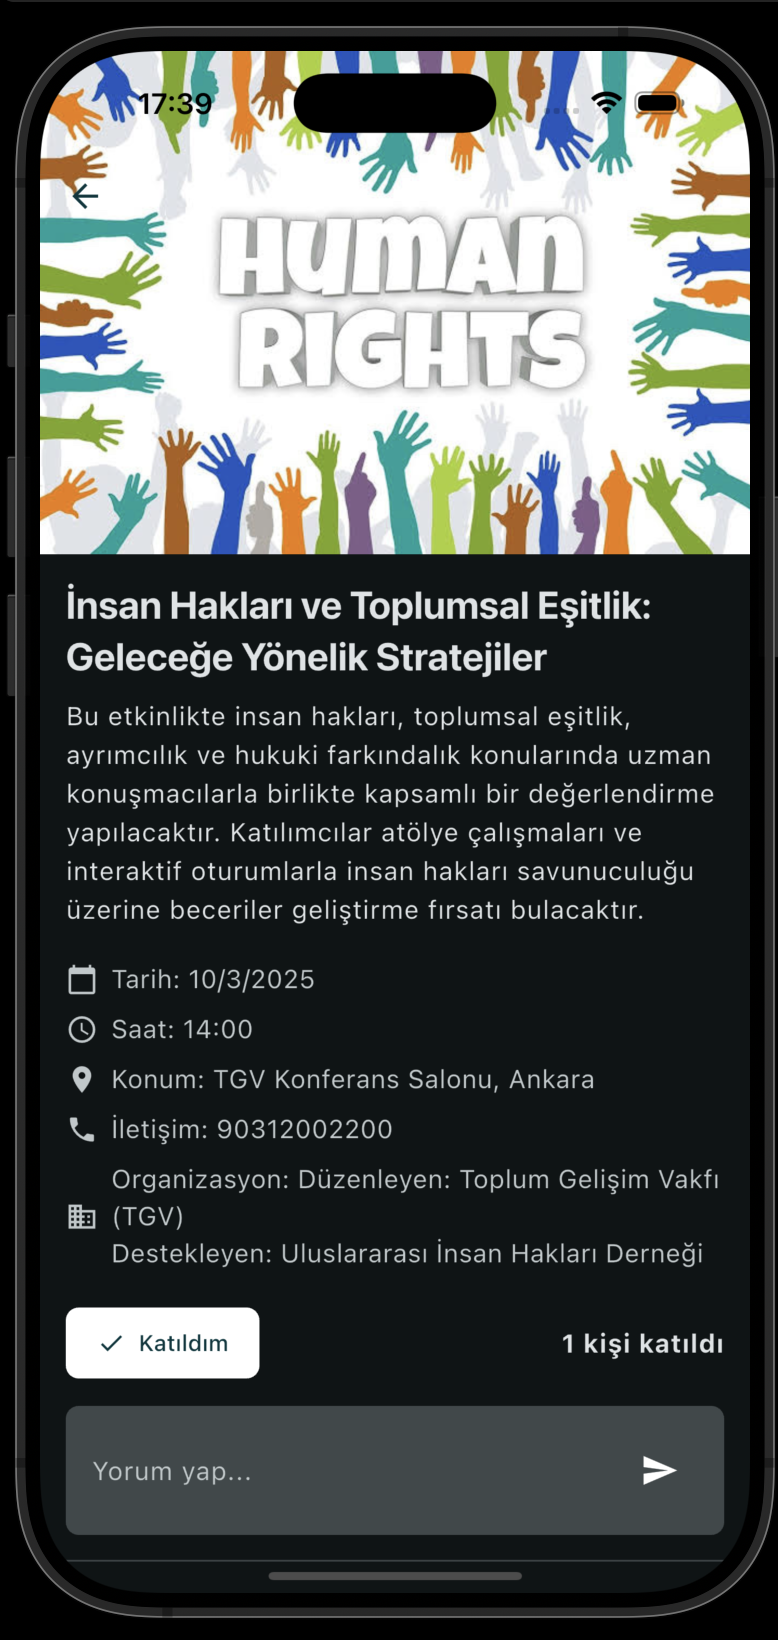 17:39
HUMAN
RIGHTS
İnsan Hakları ve Toplumsal Eşitlik:
Geleceğe Yönelik Stratejiler
Bu etkinlikte insan hakları, toplumsal eşitlik,
ayrımcılık ve hukuki farkındalık konularında uzman
konuşmacılarla birlikte kapsamlı bir değerlendirme
yapılacaktır. Katılımcılar atölye çalışmaları ve
interaktif oturumlarla insan hakları savunuculuğu
üzerine beceriler geliştirme fırsatı bulacaktır.
Tarih: 10/3/2025
Saat: 14:00
Konum: TGV Konferans Salonu, Ankara
İletişim: 90312002200
Organizasyon: Düzenleyen: Toplum Gelişim Vakfı
(TGV)
Destekleyen: Uluslararası İnsan Hakları Derneği
Katıldım
1 kişi katıldı
Yorum yap...